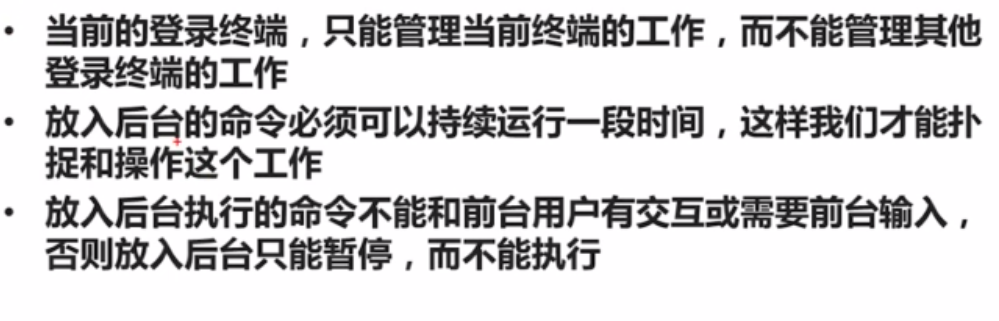 • 当前的登录终端，只能管理当前终端的工作，而不能管理其他
登录终端的工作
• 放入后台的命令必须可以持续运行一段时间，这样我们才能扑
捉和操作这个工作
• 放入后台执行的命令不能和前台用户有交互或需要前台输入，
否则放入后台只能暂停，而不能执行